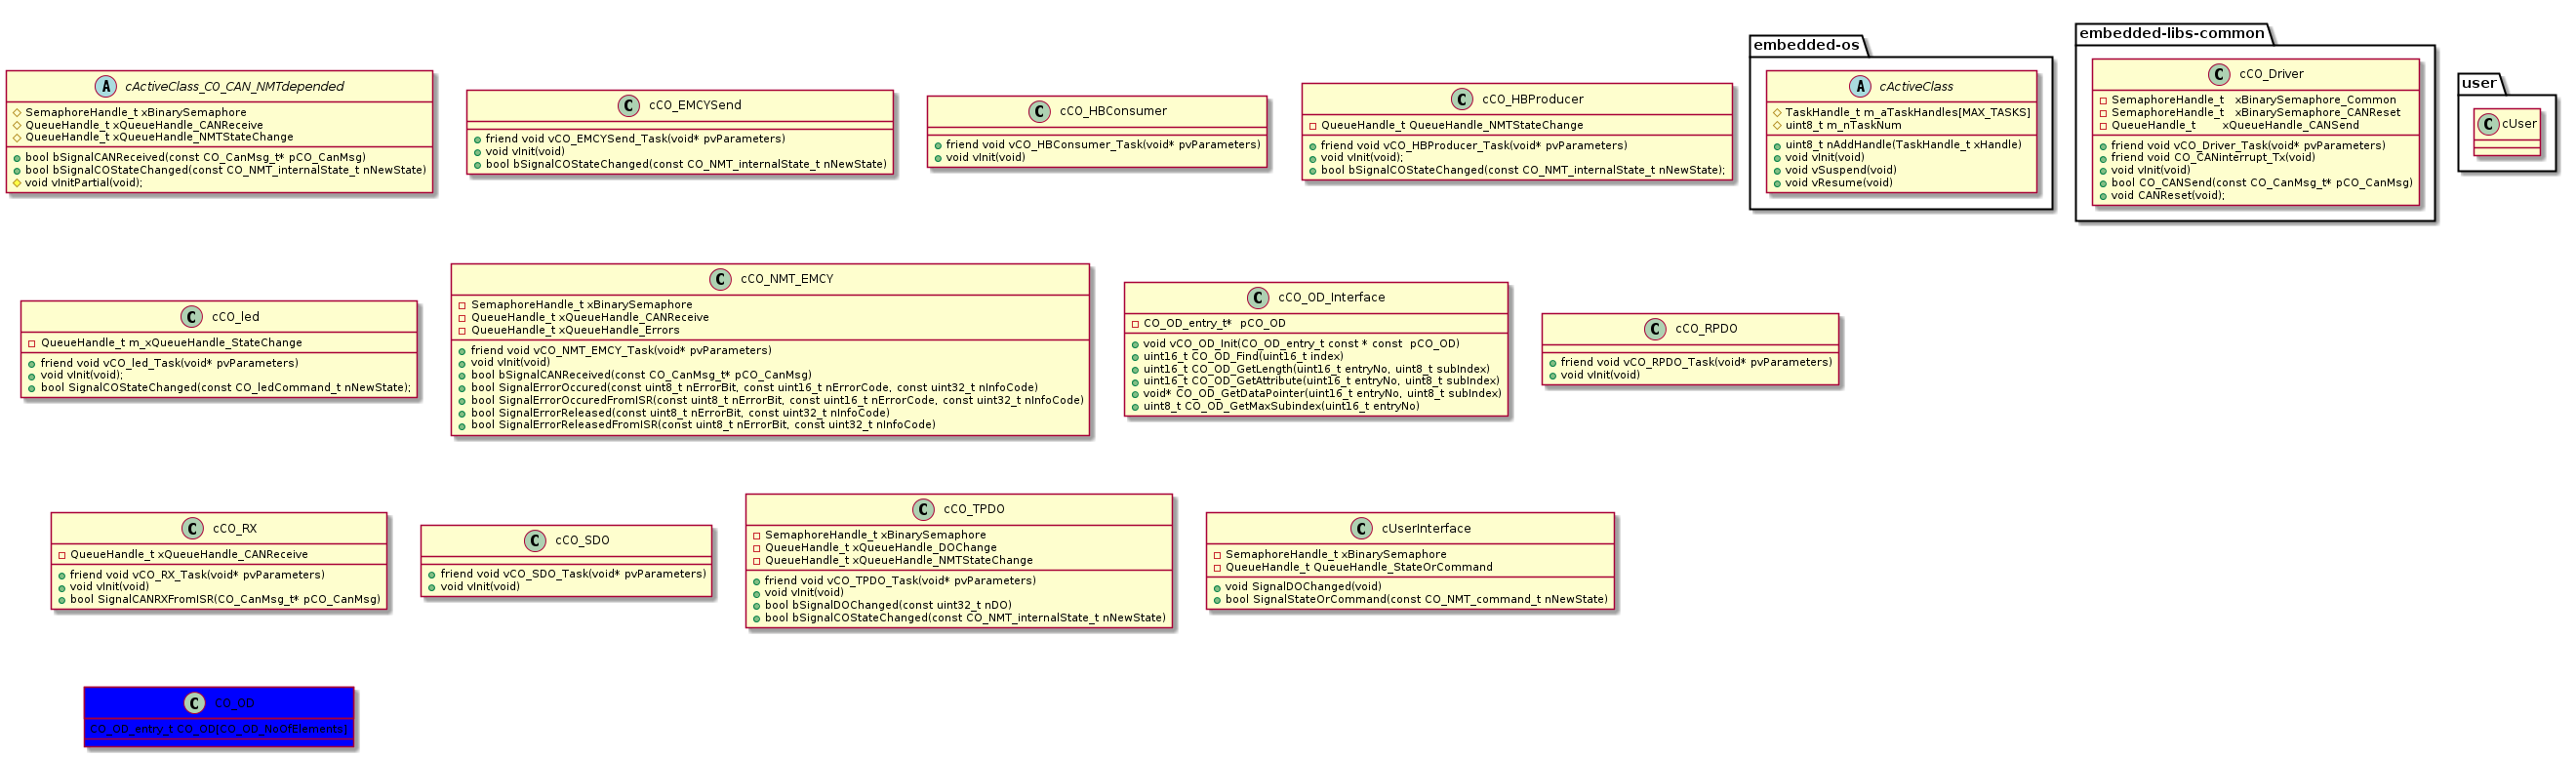 A cActiveClass_C0_CAN_NMTdepended
SemaphoreHandle_t xBinarySemaphore
QueueHandle_t xQueueHandle_CANReceive
QueueHandle_t xQueueHandle_NMTStateChange
bool bSignalCANReceived(const CO_CanMsg_t* pCO_CanMsg)
bool bSignalCOStateChanged(const CO_NMT_internalState_t nNewState)
void vInitPartial(void);
C cCO_EMCYSend
friend void vCO_EMCYSend_Task(void* pvParameters)
void vInit(void)
bool bSignalCOStateChanged(const CO_NMT_internalState_t nNewState)
C cCO_HBConsumer
friend void vCO_HBConsumer_Task(void* pvParameters)
void vInit(void)
C cCO_HBProducer
QueueHandle_t QueueHandle_NMTStateChange
friend void vCO_HBProducer_Task(void* pvParameters)
void vInit(void);
bool bSignalCOStateChanged(const CO_NMT_internalState_t nNewState);
embedded-os
A cActiveClass
TaskHandle_t m_aTaskHandles[MAX_TASKS]
uint8_t m_nTaskNum
uint8_t nAddHandle(TaskHandle_t xHandle)
void vInit(void)
void vSuspend(void)
void vResume(void)
embedded-libs-common
C cCO_Driver
SemaphoreHandle_t xBinarySemaphore_Common
SemaphoreHandle_t xBinarySemaphore_CANReset
QueueHandle_t xQueueHandle_CANSend
friend void vCO_Driver_Task(void* pvParameters)
friend void CO_CANinterrupt_Tx(void)
void vInit(void)
bool CO_CANSend(const CO_CanMsg_t* pCO_CanMsg)
void CANReset(void);
user
C cUser
C cCO_led
QueueHandle_t m_xQueueHandle_StateChange
friend void vCO_led_Task(void* pvParameters)
void vInit(void);
bool SignalCOStateChanged(const CO_ledCommand_t nNewState);
C cCO_NMT_EMCY
SemaphoreHandle_t xBinarySemaphore
QueueHandle_t xQueueHandle_CANReceive
QueueHandle_t xQueueHandle_Errors
friend void vCO_NMT_EMCY_Task(void* pvParameters)
void vInit(void)
bool bSignalCANReceived(const CO_CanMsg_t* pCO_CanMsg)
bool SignalErrorOccured(const uint8_t nErrorBit, const uint16_t nErrorCode, const uint32_t nInfoCode)
bool SignalErrorOccuredFromISR(const uint8_t nErrorBit, const uint16_t nErrorCode, const uint32_t nInfoCode)
bool SignalErrorReleased(const uint8_t nErrorBit, const uint32_t nInfoCode)
bool SignalErrorReleasedFromISR(const uint8_t nErrorBit, const uint32_t nInfoCode)
C cCO_OD_Interface
CO_OD_entry_t* pCO_OD
void vCO_OD_Init(CO_OD_entry_t const * const pCO_OD)
uint16_t CO_OD_Find(uint16_t index)
uint16_t CO_OD_GetLength(uint16_t entryNo, uint8_t subIndex)
uint16_t CO_OD_GetAttribute(uint16_t entryNo, uint8_t subIndex)
void* CO_OD_GetDataPointer(uint16_t entryNo, uint8_t subIndex)
uint8_t CO_OD_GetMaxSubindex(uint16_t entryNo)
C cCO_RPDO
friend void vCO_RPDO_Task(void* pvParameters)
void vInit(void)
C cCO_RX
QueueHandle_t xQueueHandle_CANReceive
friend void vCO_RX_Task(void* pvParameters)
void vInit(void)
bool SignalCANRXFromISR(CO_CanMsg_t* pCO_CanMsg)
C cCO_SDO
friend void vCO_SDO_Task(void* pvParameters)
void vInit(void)
C cCO_TPDO
SemaphoreHandle_t xBinarySemaphore
QueueHandle_t xQueueHandle_DOChange
QueueHandle_t xQueueHandle_NMTStateChange
friend void vCO_TPDO_Task(void* pvParameters)
void vInit(void)
bool bSignalDOChanged(const uint32_t nDO)
bool bSignalCOStateChanged(const CO_NMT_internalState_t nNewState)
C cUserInterface
SemaphoreHandle_t xBinarySemaphore
QueueHandle_t QueueHandle_StateOrCommand
void SignalDOChanged(void)
bool SignalStateOrCommand(const CO_NMT_command_t nNewState)
C CO_OD
CO_OD_entry_t CO_OD[CO_OD_NoOfElements]